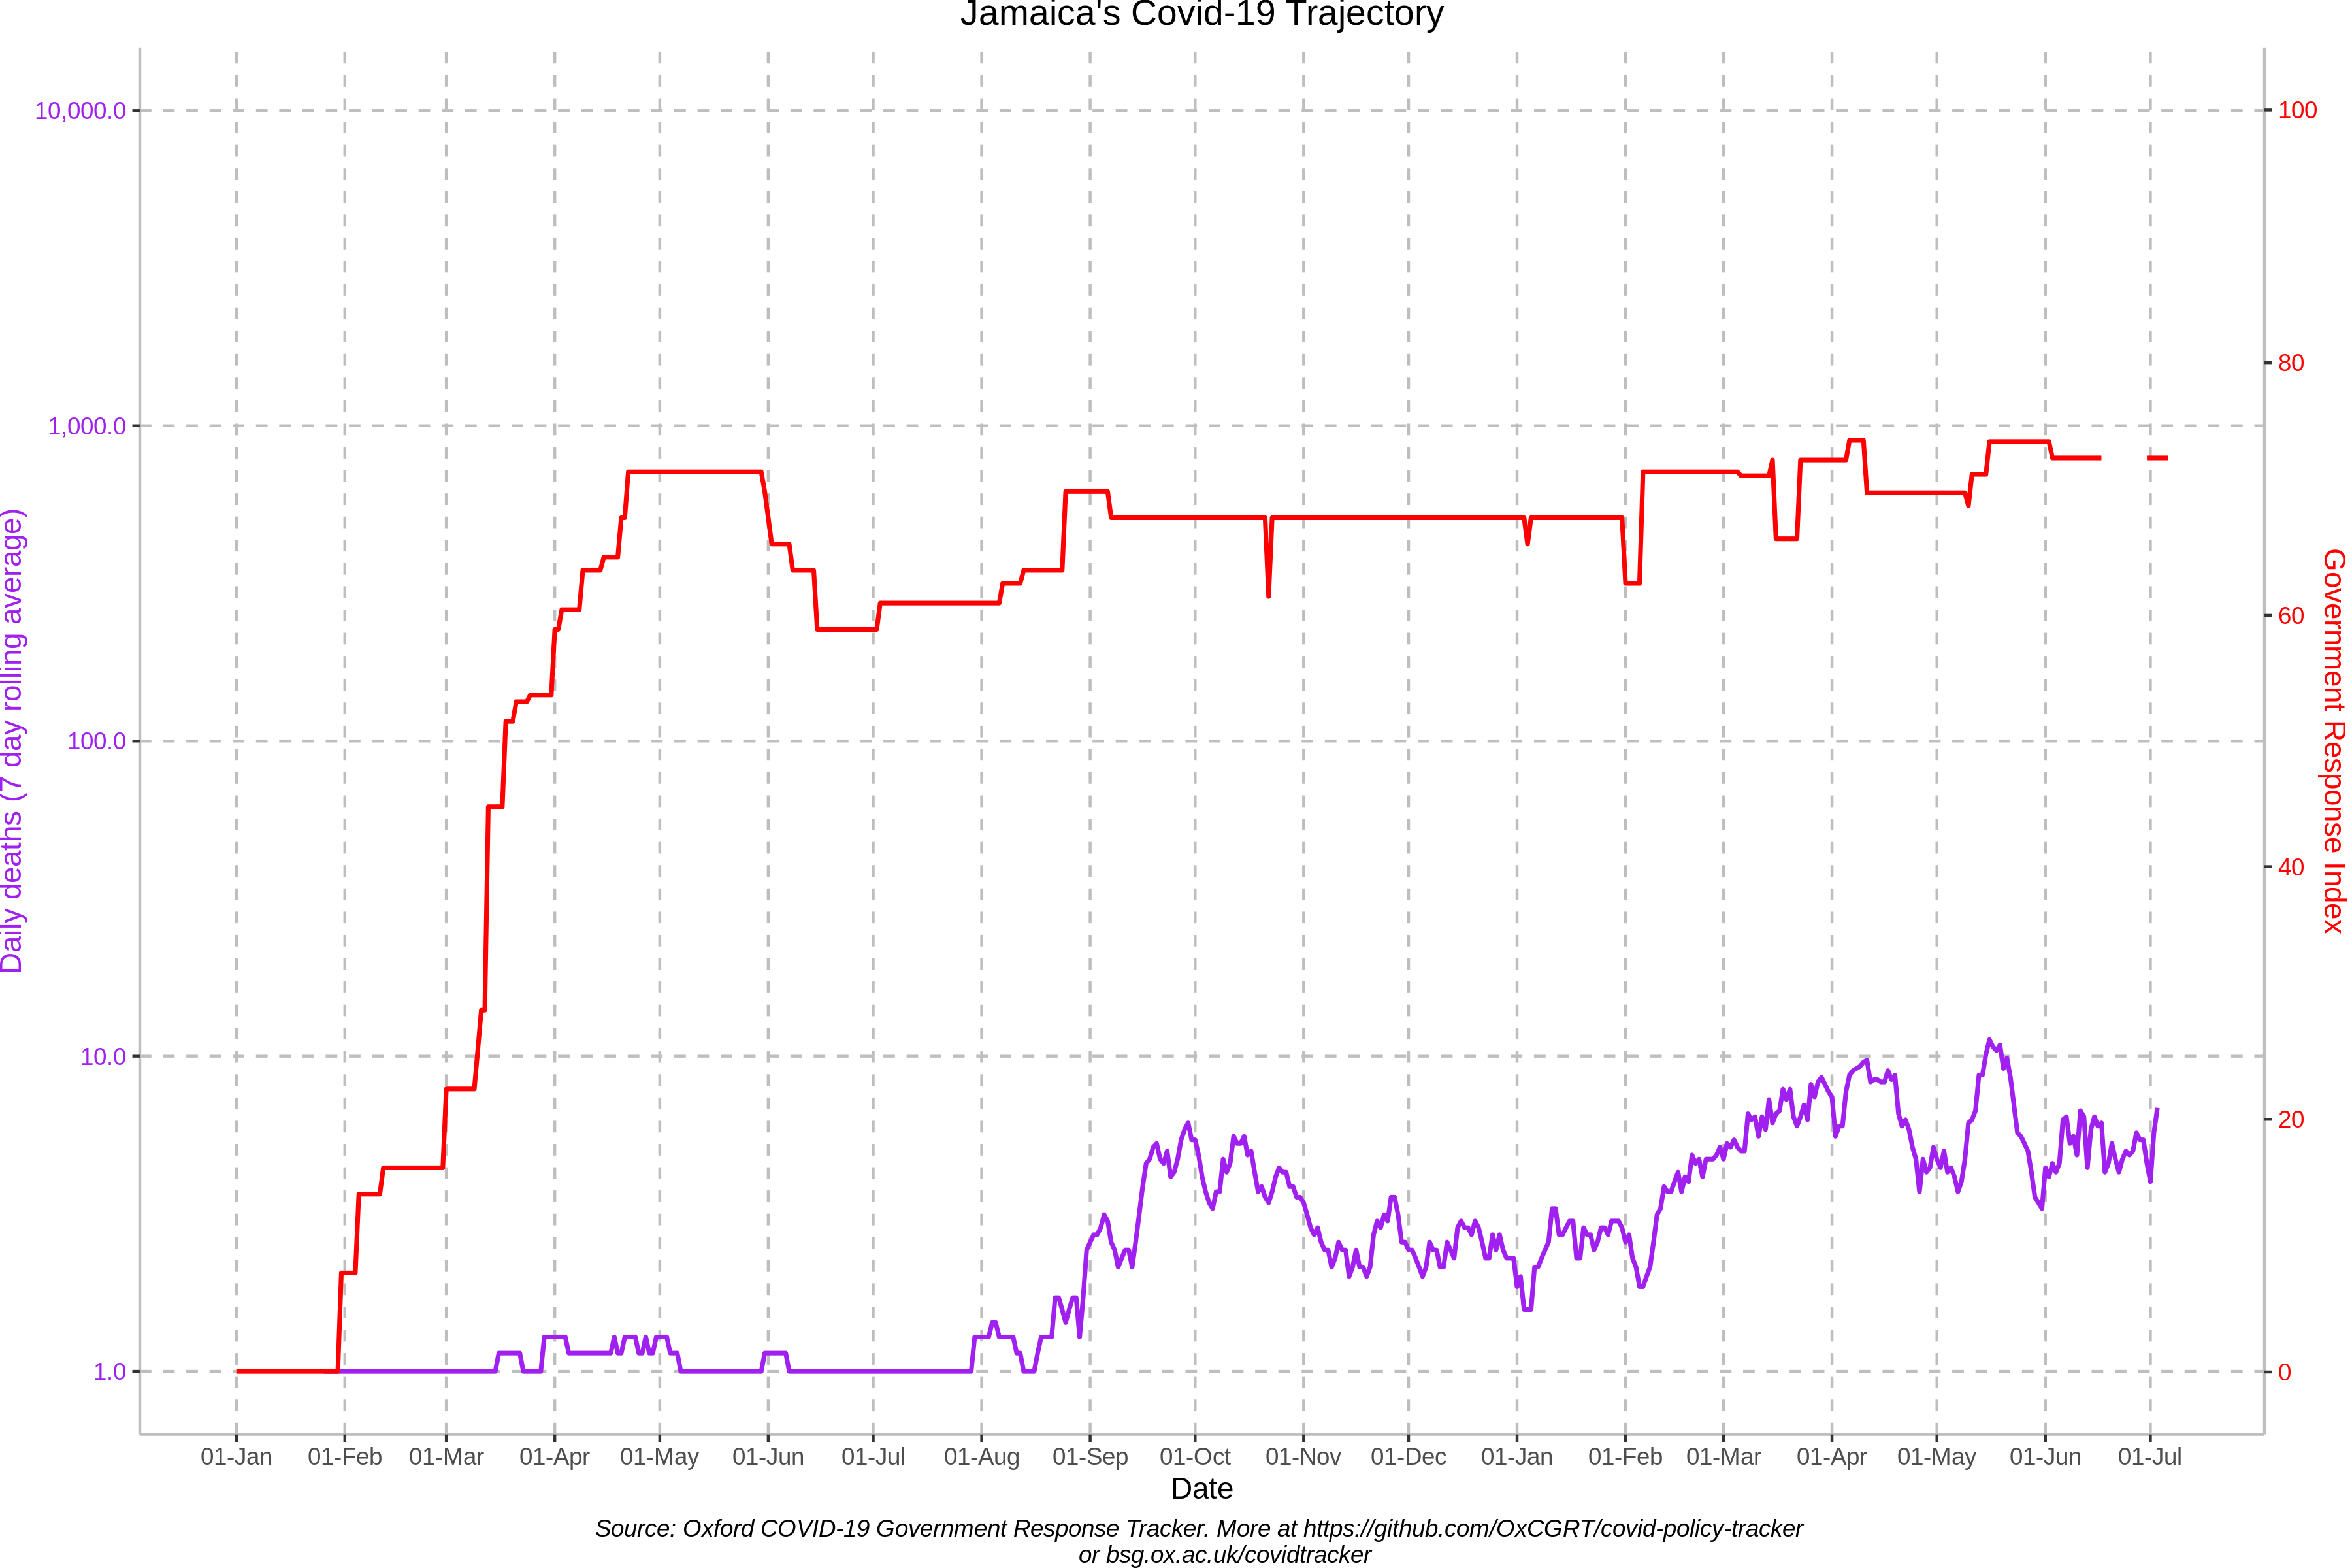 Jamaica's Covid-19 Trajectory
10,000.0
1,000.0
100.0
10.0
1.0
Daily deaths (7 day rolling average)
100
80
60
40
20
0
Government Response Index
01-Jan 01-Feb 01-Mar 01-Apr 01-May 01-Jun 01-Jul 01-Aug 01-Sep 01-Oct 01-Nov 01-Dec 01-Jan 01-Feb 01-Mar 01-Apr 01-May 01-Jun 01-Jul
Date
Source: Oxford COVID-19 Government Response Tracker. More at https://github.com/OxCGRT/covid-policy-tracker
or bsg.ox.ac.uk/covidtracker